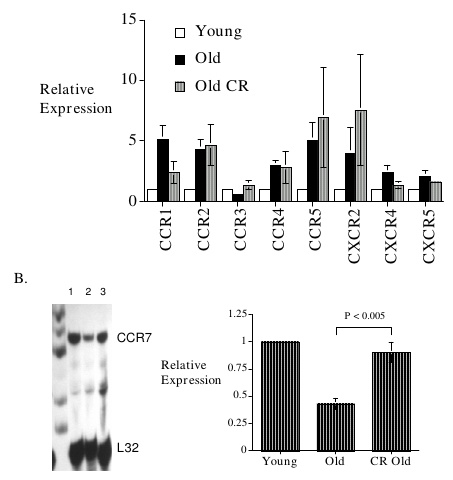 15
10
5
0
Relative
Expression
Young
Old
Old CR
CCR1
CCR2
CCR3
CCR4
CCR5
CXCR2
CXCR4
CXCR5
B.
1 2 3
CCR7
L32
P < 0.005
1.25
1
0.75
0.5
0.25
0
Relative
Expression
Young Old CR Old